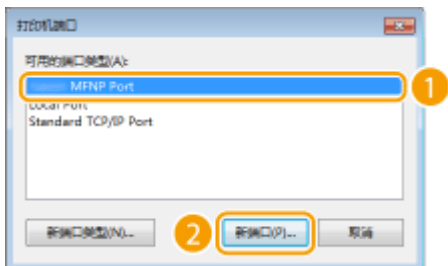 打印机端口
可用的端口类型(A):
MFNP Port
Local Port
Standard TCP/IP Port
1
新端口类型(N)...
2
新端口(P)...
取消